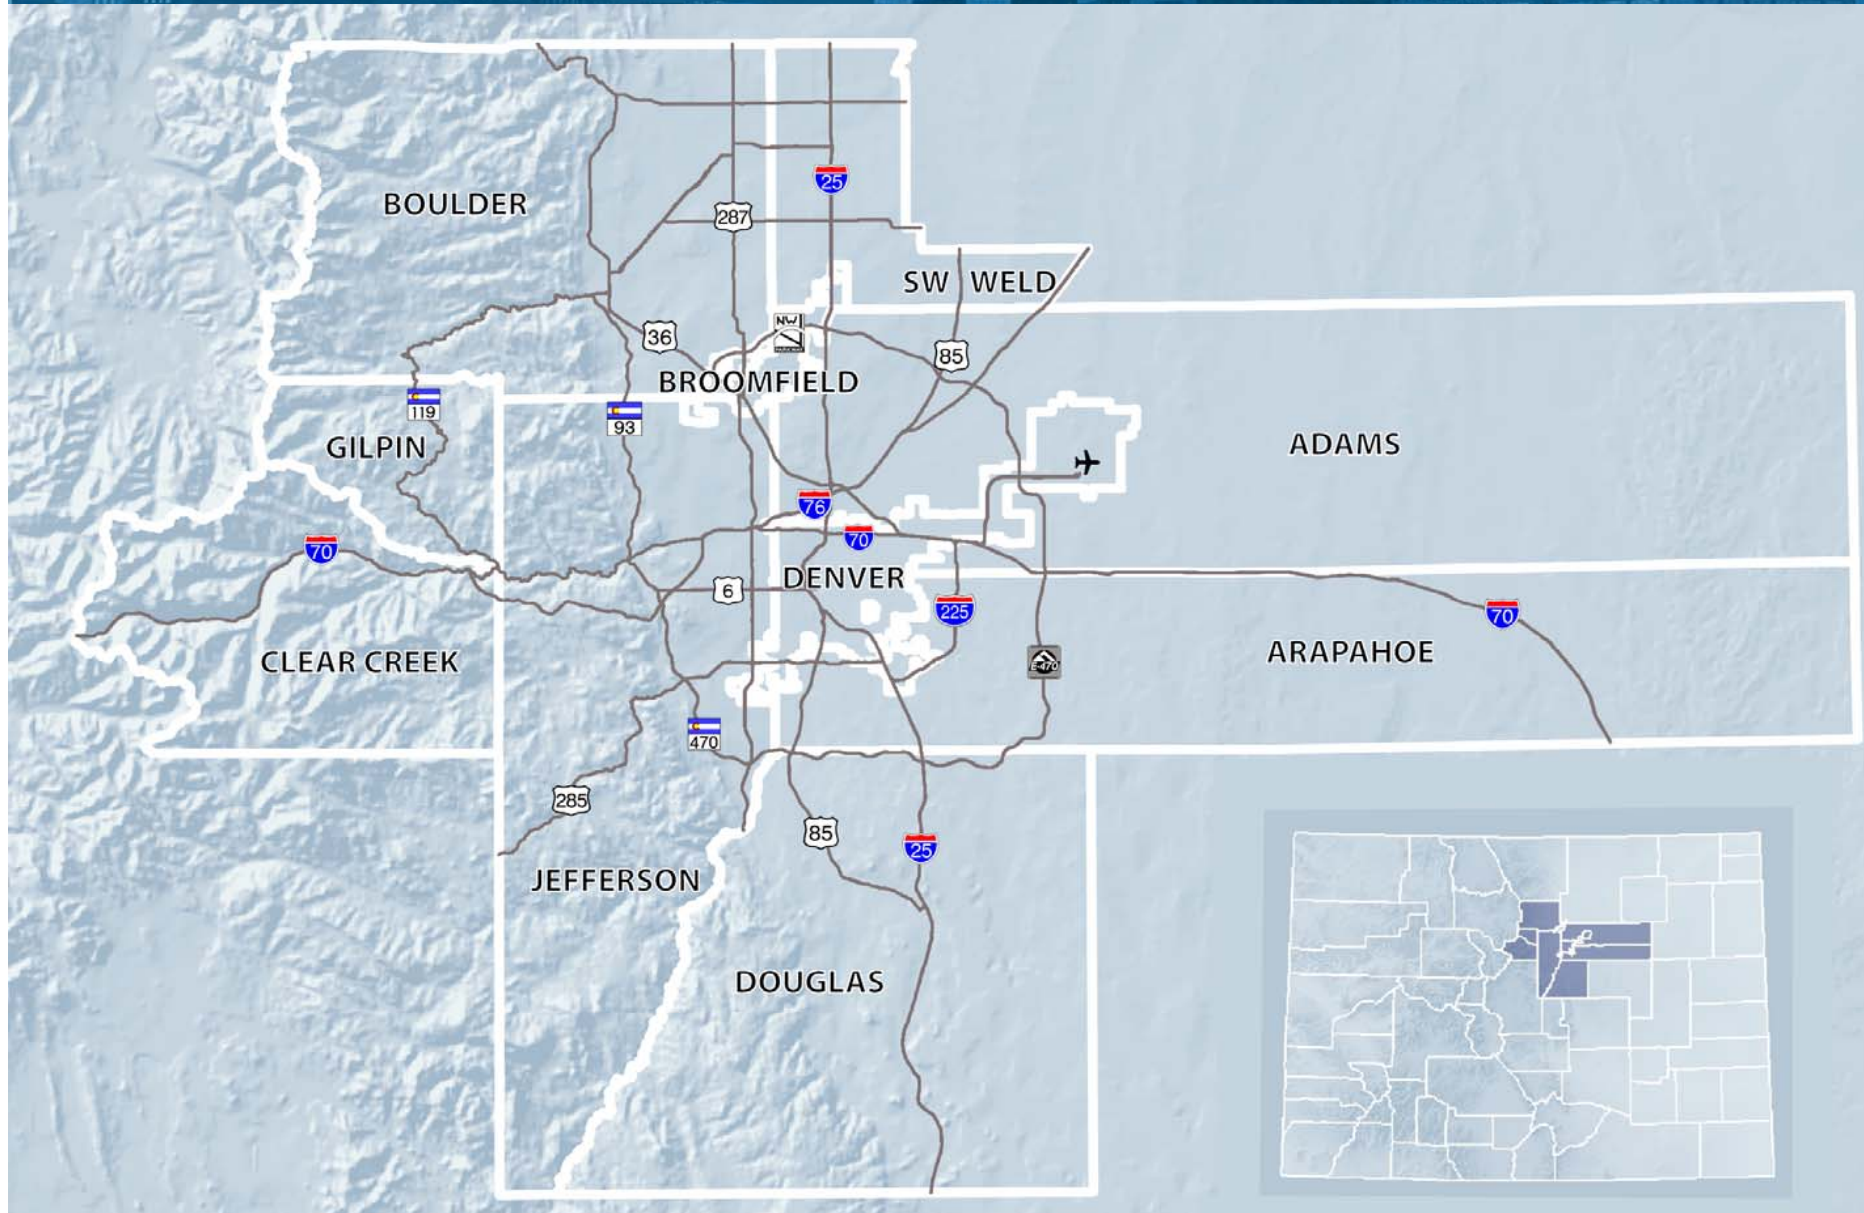 BOULDER
25
287
SW WELD
NW
36
85
BROOMFIELD
119
93
GILPIN
ADAMS
76
70
70
DENVER
6
225
70
ARAPAHOE
CLEAR CREEK
E-470
470
285
85
25
JEFFERSON
DOUGLAS